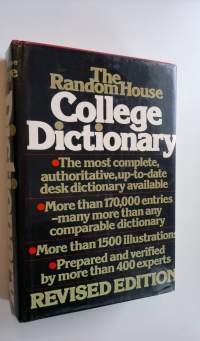 The
Random House
College
Dictionary
• The most complete,
authoritative, up-to-date
desk dictionary available
• More than 170,000 entries
–many more than any
comparable dictionary
• More than 1500 illustrations
• Prepared and verified
by more than 400 experts
REVISED EDITION